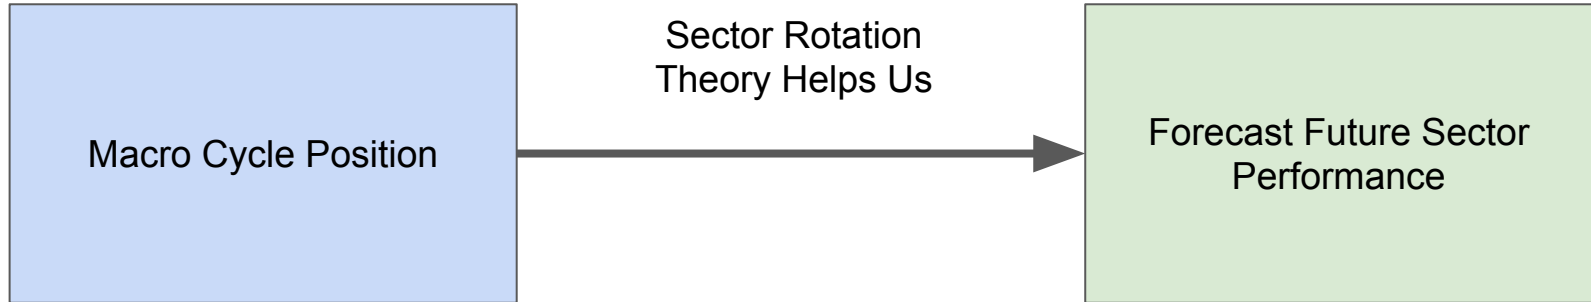 Macro Cycle Position
Sector Rotation
Theory Helps Us
Forecast Future Sector
Performance